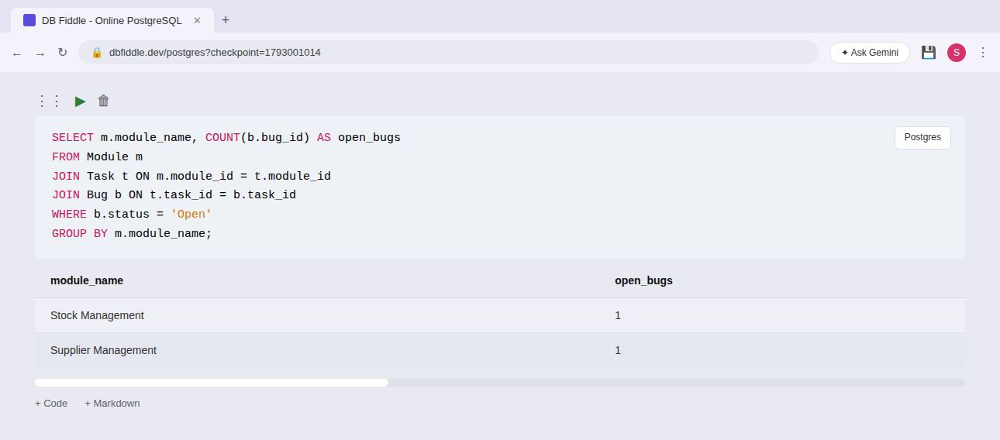 DB Fiddle - Online PostgreSQL
dbfiddle.dev/postgres?checkpoint=1793001014
✦ Ask Gemini
S
SELECT m.module_name, COUNT(b.bug_id) AS open_bugs
Postgres
FROM Module m
JOIN Task t ON m.module_id = t.module_id
JOIN Bug b ON t.task_id = b.task_id
WHERE b.status = 'Open'
GROUP BY m.module_name;
module_name open_bugs
Stock Management 1
Supplier Management 1
+ Code + Markdown